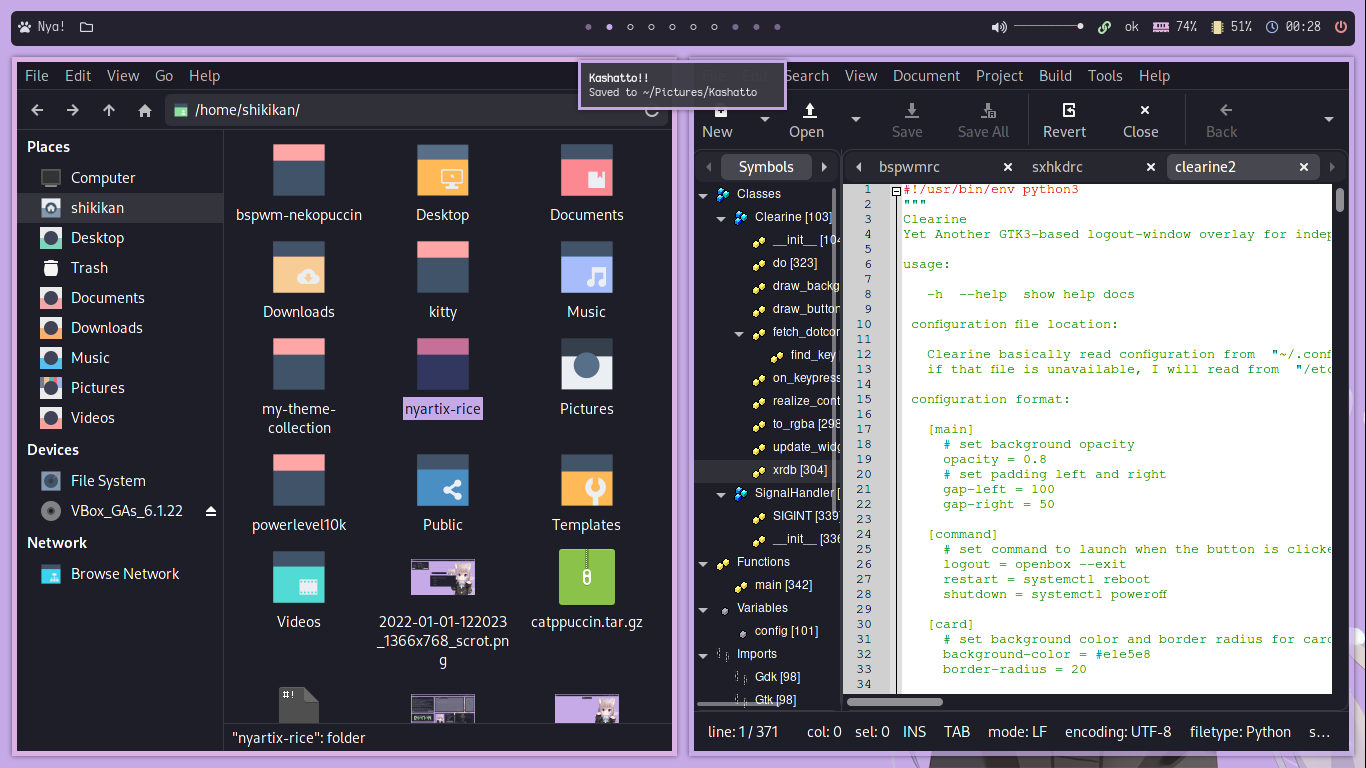 Nya!
ok 74% 51% 00:28
File Edit View Go Help
/home/shikikan/
Places
Computer
shikikan
Desktop
Trash
Documents
Downloads
Music
Pictures
Videos
Devices
File System
VBox_GAs_6.1.22
Network
Browse Network
bspwm-nekopuccin Desktop Documents
Downloads kitty Music
my-theme-
collection
nyartix-rice Pictures
powerlevel10k Public Templates
Videos
2022-01-01-122023
_1366x768_scrot.pn
g
catppuccin.tar.gz
#!
"nyartix-rice": folder
Kashatto!!
Saved to ~/Pictures/Kashatto
Search View Document Project Build Tools Help
New Open Save Save All Revert Close Back
Symbols
bspwmrc sxhkdrc clearine2
Classes
Clearine [103]
__init__ [104
do [323]
draw_backg
draw_button
fetch_dotcon
find_key
on_keypress
realize_cont
to_rgba [298
update_widg
xrdb [304]
SignalHandler [
SIGINT [339]
__init__ [336
Functions
main [342]
Variables
config [101]
Imports
Gdk [98]
Gtk [98]
1 #!/usr/bin/env python3
2 """
3 Clearine
4 Yet Another GTK3-based logout-window overlay for indep
5
6 usage:
7
8 -h --help show help docs
9
10 configuration file location:
11
12 Clearine basically read configuration from "~/.conf
13 if that file is unavailable, I will read from "/etc
14
15 configuration format:
16
17 [main]
18 # set background opacity
19 opacity = 0.8
20 # set padding left and right
21 gap-left = 100
22 gap-right = 50
23
24 [command]
25 # set command to launch when the button is clicke
26 logout = openbox --exit
27 restart = systemctl reboot
28 shutdown = systemctl poweroff
29
30 [card]
31 # set background color and border radius for card
32 background-color = #e1e5e8
33 border-radius = 20
34
line: 1 / 371 col: 0 sel: 0 INS TAB mode: LF encoding: UTF-8 filetype: Python s...